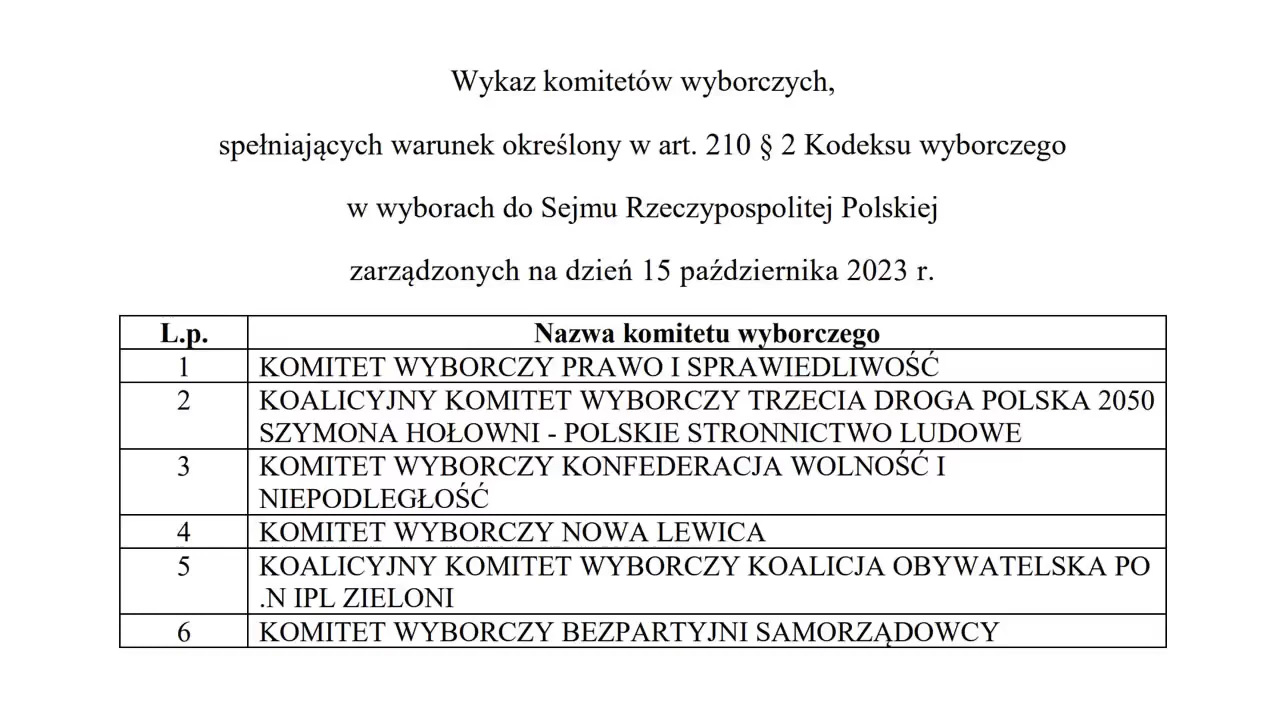 Wykaz komitetów wyborczych,
spełniających warunek określony w art. 210 § 2 Kodeksu wyborczego
w wyborach do Sejmu Rzeczypospolitej Polskiej
zarządzonych na dzień 15 października 2023 r.
L.p. Nazwa komitetu wyborczego
1 KOMITET WYBORCZY PRAWO I SPRAWIEDLIWOŚĆ
2 KOALICYJNY KOMITET WYBORCZY TRZECIA DROGA POLSKA 2050
SZYMONA HOŁOWNI - POLSKIE STRONNICTWO LUDOWE
3 KOMITET WYBORCZY KONFEDERACJA WOLNOŚĆ I
NIEPODLEGŁOŚĆ
4 KOMITET WYBORCZY NOWA LEWICA
5 KOALICYJNY KOMITET WYBORCZY KOALICJA OBYWATELSKA PO
.N IPL ZIELONI
6 KOMITET WYBORCZY BEZPARTYJNI SAMORZĄDOWCY